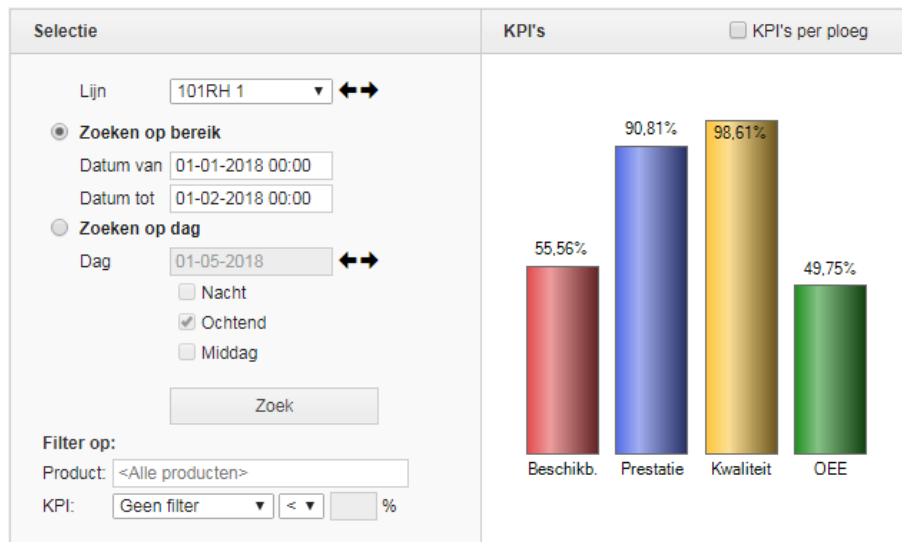 Selectie
Lijn 101RH 1
Zoeken op bereik
Datum van 01-01-2018 00:00
Datum tot 01-02-2018 00:00
Zoeken op dag
Dag 01-05-2018
Nacht
Ochtend
Middag
Zoek
Filter op:
Product: <Alle producten>
KPI: Geen filter < %
KPI's KPI's per ploeg
55,56% 90,81% 98,61% 49,75%
Beschikb. Prestatie Kwaliteit OEE